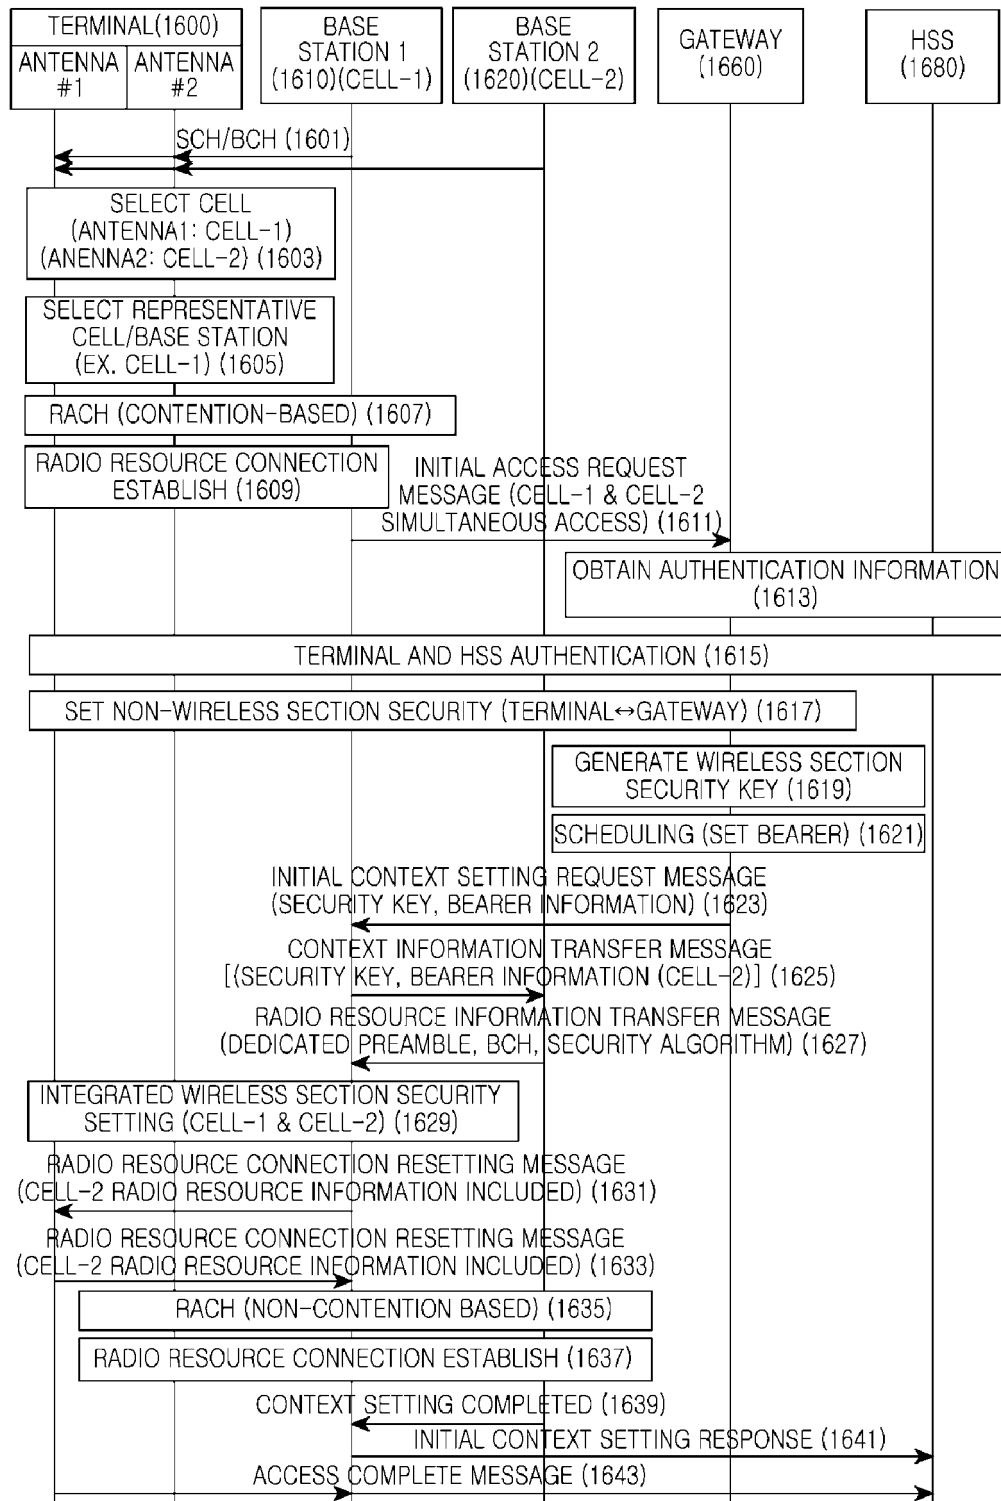 TERMINAL(1600)
ANTENNA
#1
ANTENNA
#2
BASE
STATION 1
(1610)(CELL-1)
BASE
STATION 2
(1620)(CELL-2)
GATEWAY
(1660)
HSS
(1680)
SCH/BCH (1601)
SELECT CELL
(ANTENNA1: CELL-1)
(ANENNA2: CELL-2) (1603)
SELECT REPRESENTATIVE
CELL/BASE STATION
(EX. CELL-1) (1605)
RACH (CONTENTION-BASED) (1607)
RADIO RESOURCE CONNECTION
ESTABLISH (1609)
INITIAL ACCESS REQUEST
MESSAGE (CELL-1 & CELL-2
SIMULTANEOUS ACCESS) (1611)
OBTAIN AUTHENTICATION INFORMATION
(1613)
TERMINAL AND HSS AUTHENTICATION (1615)
SET NON-WIRELESS SECTION SECURITY (TERMINAL↔GATEWAY) (1617)
GENERATE WIRELESS SECTION
SECURITY KEY (1619)
SCHEDULING (SET BEARER) (1621)
INITIAL CONTEXT SETTING REQUEST MESSAGE
(SECURITY KEY, BEARER INFORMATION) (1623)
CONTEXT INFORMATION TRANSFER MESSAGE
[(SECURITY KEY, BEARER INFORMATION (CELL-2)] (1625)
RADIO RESOURCE INFORMATION TRANSFER MESSAGE
(DEDICATED PREAMBLE, BCH, SECURITY ALGORITHM) (1627)
INTEGRATED WIRELESS SECTION SECURITY
SETTING (CELL-1 & CELL-2) (1629)
RADIO RESOURCE CONNECTION RESETTING MESSAGE
(CELL-2 RADIO RESOURCE INFORMATION INCLUDED) (1631)
RADIO RESOURCE CONNECTION RESETTING MESSAGE
(CELL-2 RADIO RESOURCE INFORMATION INCLUDED) (1633)
RACH (NON-CONTENTION BASED) (1635)
RADIO RESOURCE CONNECTION ESTABLISH (1637)
CONTEXT SETTING COMPLETED (1639)
INITIAL CONTEXT SETTING RESPONSE (1641)
ACCESS COMPLETE MESSAGE (1643)